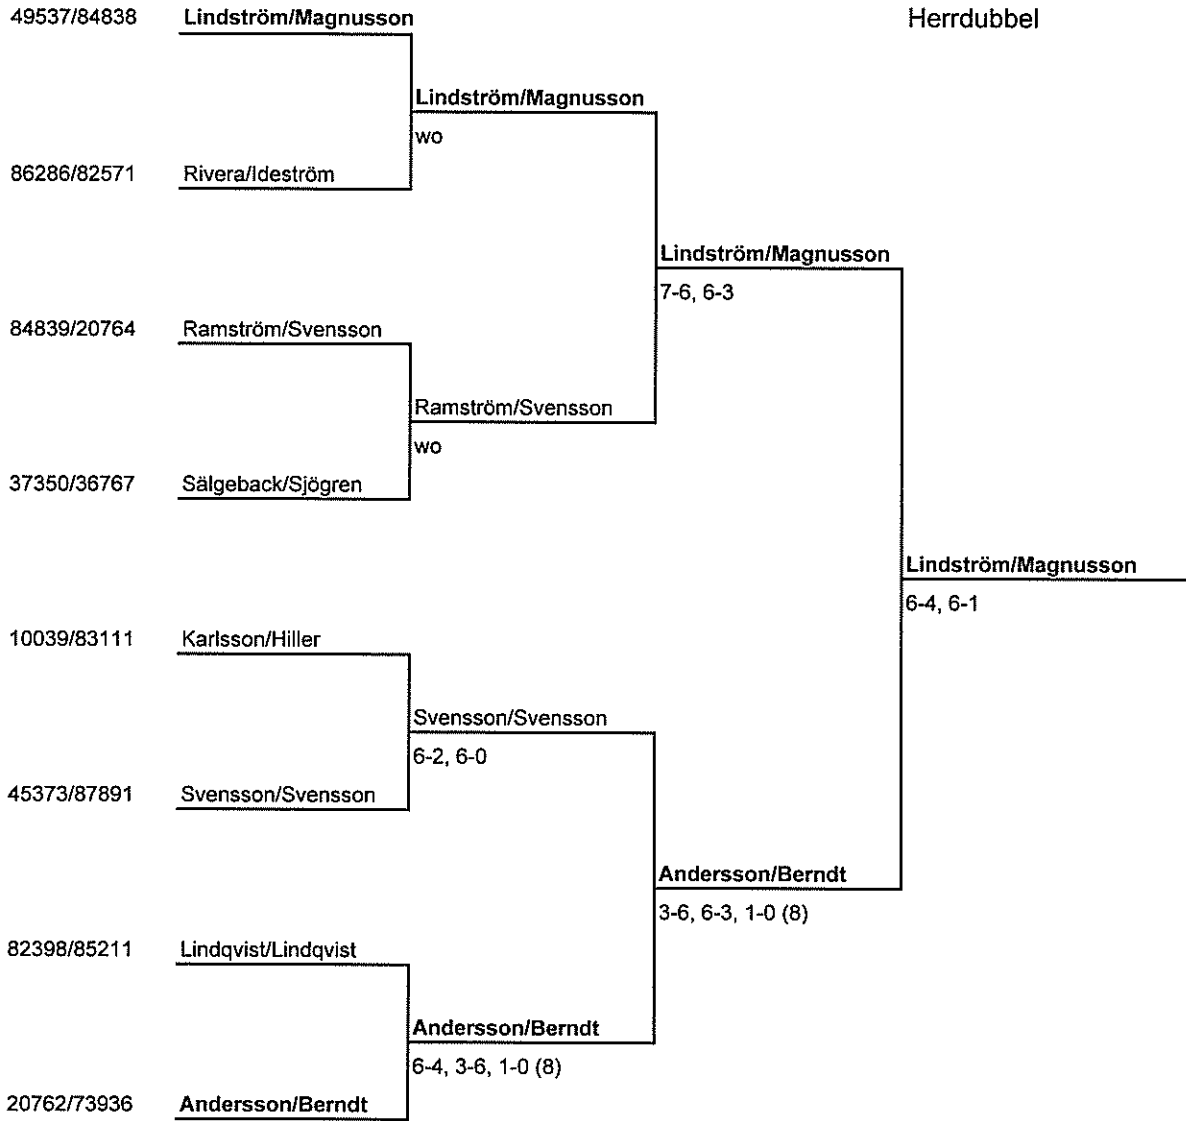 49537/84838 Lindström/Magnusson Herrdubbel
Lindström/Magnusson
wo
86286/82571 Rivera/Ideström
Lindström/Magnusson
7-6, 6-3
84839/20764 Ramström/Svensson
Ramström/Svensson
wo
37350/36767 Sälgeback/Sjögren
Lindström/Magnusson
6-4, 6-1
10039/83111 Karlsson/Hiller
Svensson/Svensson
6-2, 6-0
45373/87891 Svensson/Svensson
Andersson/Berndt
3-6, 6-3, 1-0 (8)
82398/85211 Lindqvist/Lindqvist
Andersson/Berndt
6-4, 3-6, 1-0 (8)
20762/73936 Andersson/Berndt